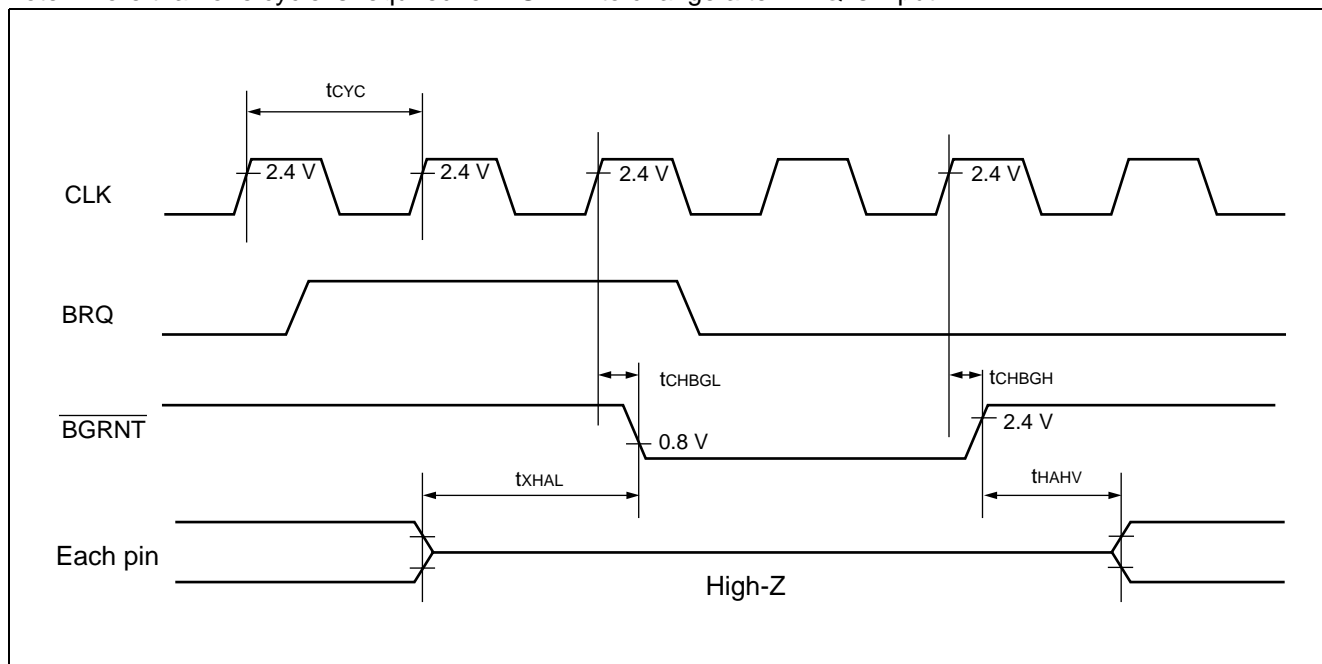 tCYC
2.4 V 2.4 V 2.4 V 2.4 V
CLK
BRQ
tCHBGL tCHBGH
BGRNT
2.4 V
0.8 V
tXHAL tHAHV
Each pin
High-Z